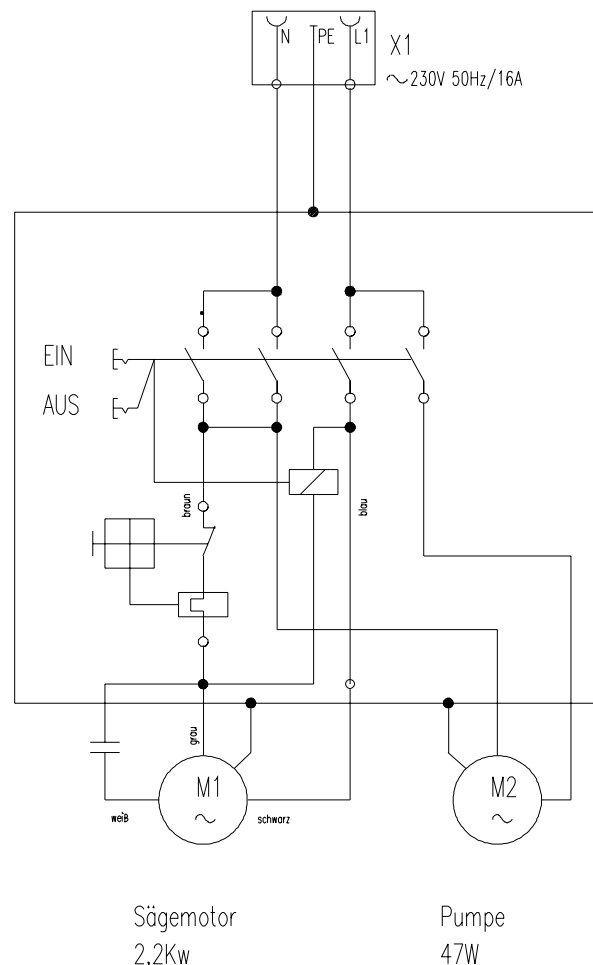 N PE L1
X1
~230V 50Hz/16A
EIN
AUS
braun
blau
grau
M1
~
M2
~
weiß
schwarz
Sägemotor
2,2Kw
Pumpe
47W